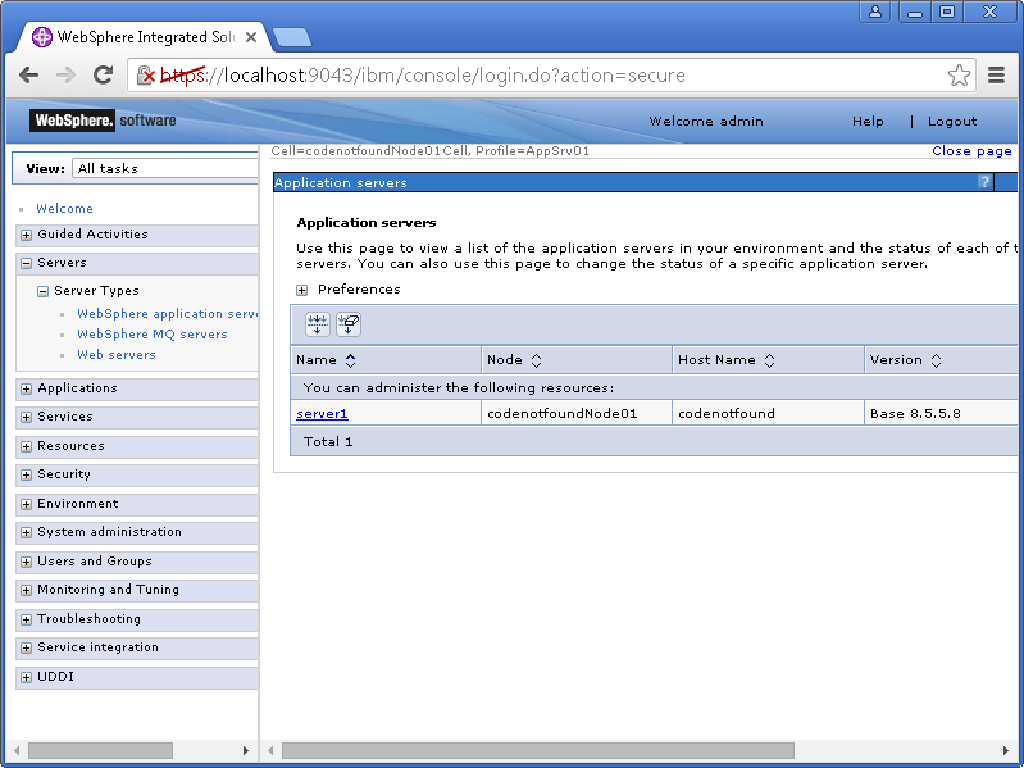 WebSphere Integrated Solu
https://localhost:9043/ibm/console/login.do?action=secure
WebSphere. software
Welcome admin
Help | Logout
View: All tasks
Welcome
Guided Activities
Servers
Server Types
WebSphere application serve
WebSphere MQ servers
Web servers
Applications
Services
Resources
Security
Environment
System administration
Users and Groups
Monitoring and Tuning
Troubleshooting
Service integration
UDDI
Cell=codenotfoundNode01Cell, Profile=AppSrv01
Close page
Application servers
?
Application servers
Use this page to view a list of the application servers in your environment and the status of each of t
servers. You can also use this page to change the status of a specific application server.
Preferences
Name Node Host Name Version
You can administer the following resources:
server1 codenotfoundNode01 codenotfound Base 8.5.5.8
Total 1